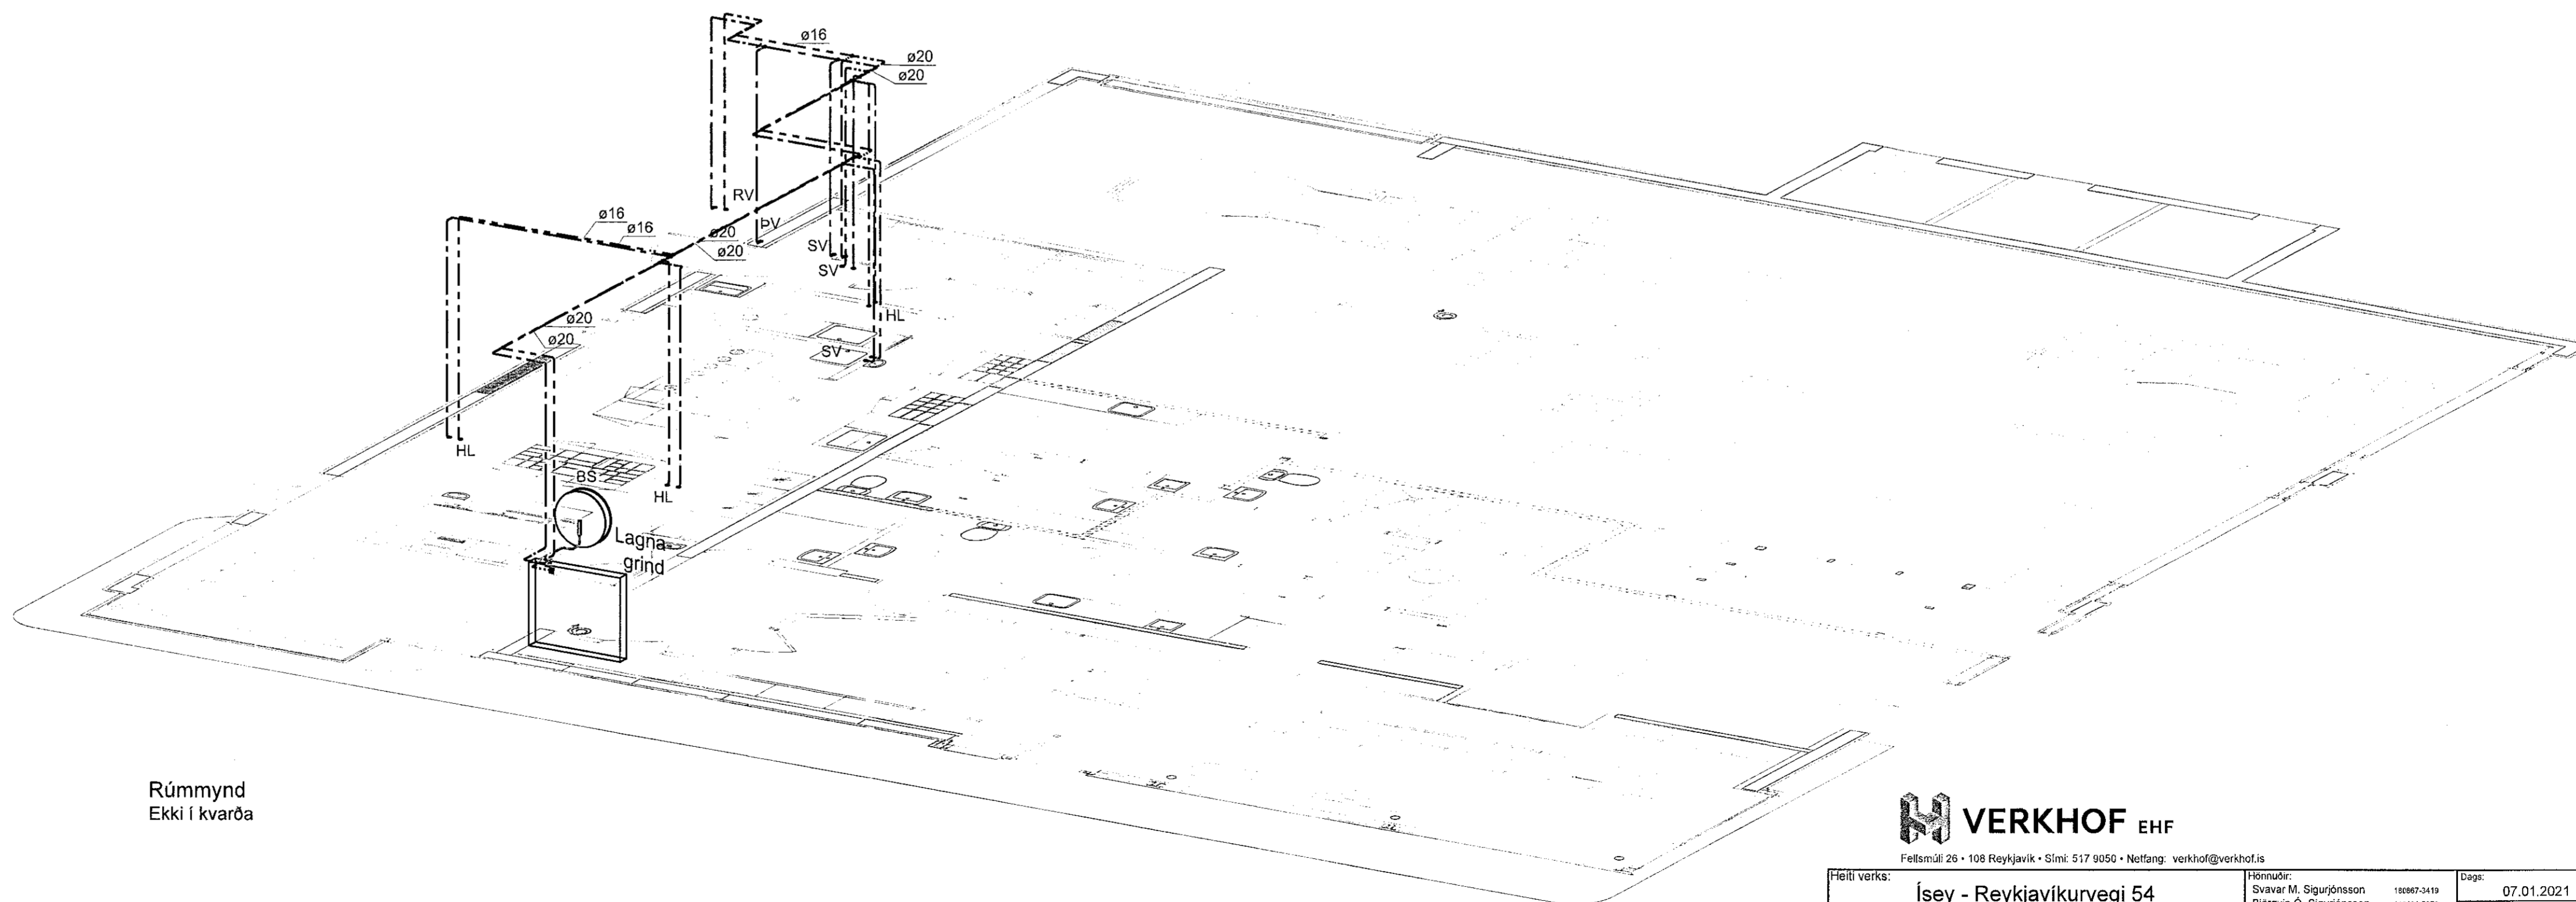 ø16
ø20
ø20
RV
ÞV
SV
SV
HL
SV
ø16
ø16
ø20
ø20
ø20
ø20
HL
HL
BS
Lagna
grind
Rúmmynd
Ekki í kvarða
VERKHOF EHF
Fellsmúli 26 • 108 Reykjavík • Sími: 517 9050 • Netfang: verkhof@verkhof.is
Heiti verks:
Ísey - Reykjavíkurvegi 54
Hönnuðir:
Svavar M. Sigurjónsson 180867-3419
Dags:
07.01.2021